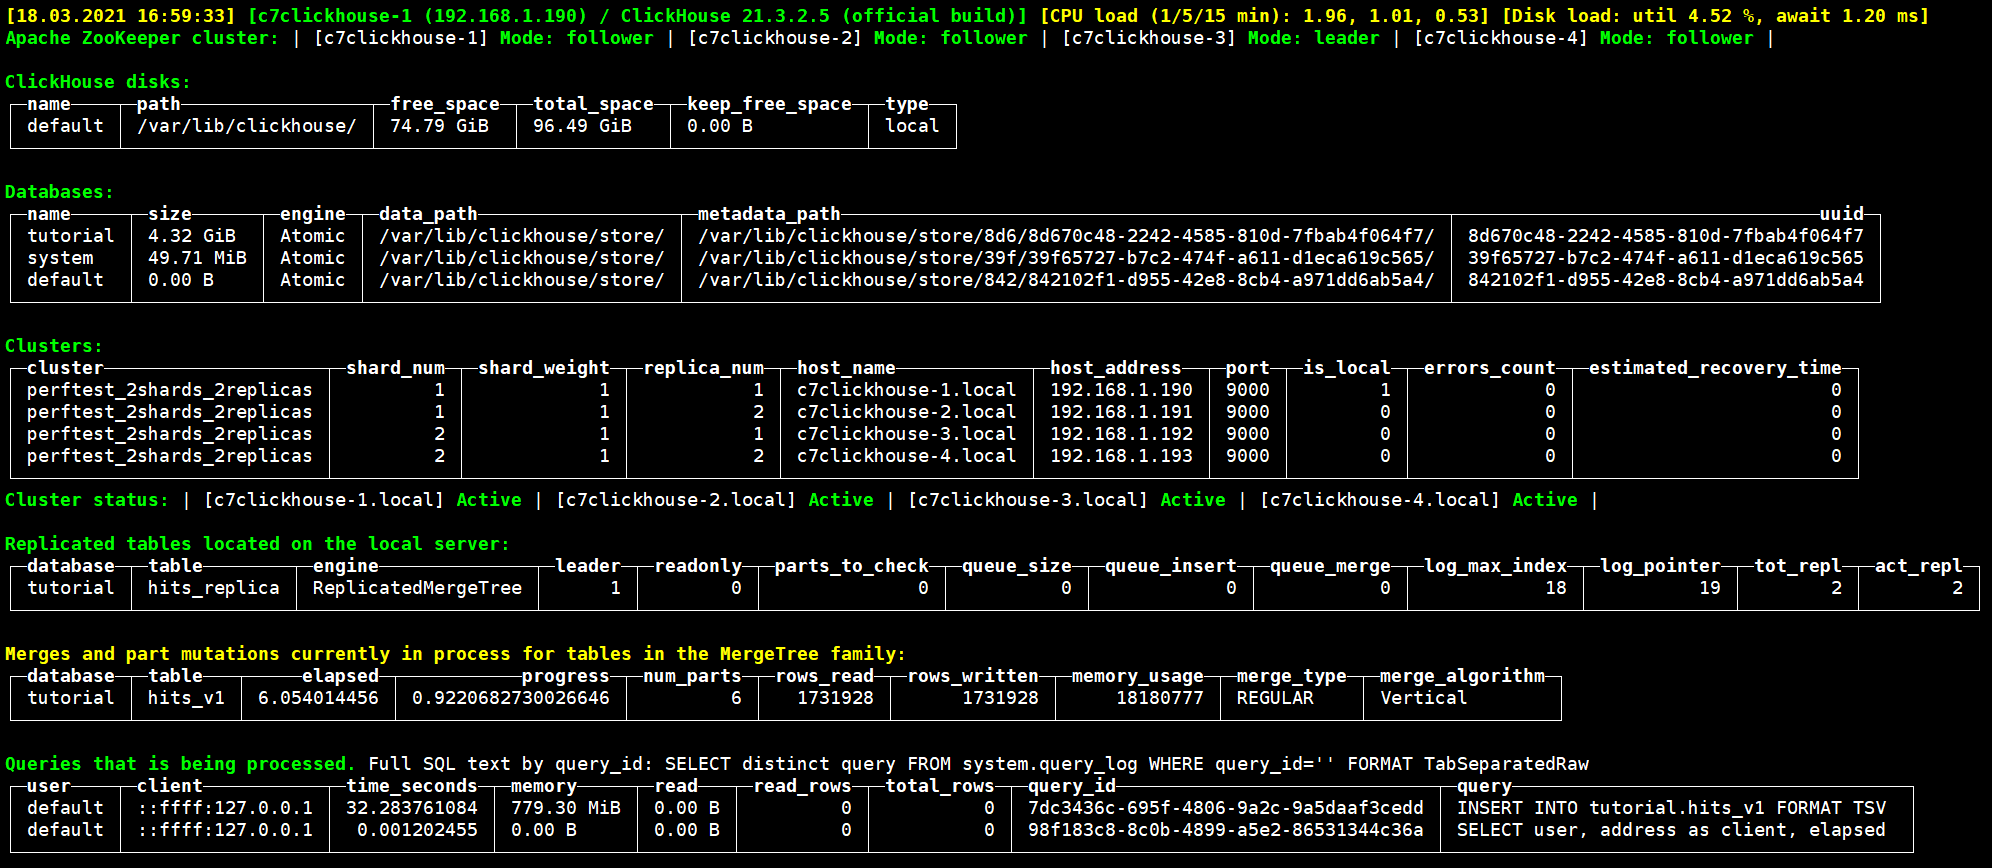 [18.03.2021 16:59:33] [c7clickhouse-1 (192.168.1.190) / ClickHouse 21.3.2.5 (official build)] [CPU load (1/5/15 min): 1.96, 1.01, 0.53] [Disk load: util 4.52 %, await 1.20 ms]
Apache ZooKeeper cluster: | [c7clickhouse-1] Mode: follower | [c7clickhouse-2] Mode: follower | [c7clickhouse-3] Mode: leader | [c7clickhouse-4] Mode: follower |
ClickHouse disks:
name path free_space total_space keep_free_space type
default /var/lib/clickhouse/ 74.79 GiB 96.49 GiB 0.00 B local
Databases:
name size engine data_path metadata_path uuid
tutorial 4.32 GiB Atomic /var/lib/clickhouse/store/ /var/lib/clickhouse/store/8d6/8d670c48-2242-4585-810d-7fbab4f064f7/ 8d670c48-2242-4585-810d-7fbab4f064f7
system 49.71 MiB Atomic /var/lib/clickhouse/store/ /var/lib/clickhouse/store/39f/39f65727-b7c2-474f-a611-d1eca619c565/ 39f65727-b7c2-474f-a611-d1eca619c565
default 0.00 B Atomic /var/lib/clickhouse/store/ /var/lib/clickhouse/store/842/842102f1-d955-42e8-8cb4-a971dd6ab5a4/ 842102f1-d955-42e8-8cb4-a971dd6ab5a4
Clusters:
cluster shard_num shard_weight replica_num host_name host_address port is_local errors_count estimated_recovery_time
perftest_2shards_2replicas 1 1 1 c7clickhouse-1.local 192.168.1.190 9000 1 0 0
perftest_2shards_2replicas 1 1 2 c7clickhouse-2.local 192.168.1.191 9000 0 0 0
perftest_2shards_2replicas 2 1 1 c7clickhouse-3.local 192.168.1.192 9000 0 0 0
perftest_2shards_2replicas 2 1 2 c7clickhouse-4.local 192.168.1.193 9000 0 0 0
Cluster status: | [c7clickhouse-1.local] Active | [c7clickhouse-2.local] Active | [c7clickhouse-3.local] Active | [c7clickhouse-4.local] Active |
Replicated tables located on the local server:
database table engine leader readonly parts_to_check queue_size queue_insert queue_merge log_max_index log_pointer tot_repl act_repl
tutorial hits_replica ReplicatedMergeTree 1 0 0 0 0 0 18 19 2 2
Merges and part mutations currently in process for tables in the MergeTree family:
database table elapsed progress num_parts rows_read rows_written memory_usage merge_type merge_algorithm
tutorial hits_v1 6.054014456 0.9220682730026646 6 1731928 1731928 18180777 REGULAR Vertical
Queries that is being processed. Full SQL text by query_id: SELECT distinct query FROM system.query_log WHERE query_id='' FORMAT TabSeparatedRaw
user client time_seconds memory read read_rows total_rows query_id query
default ::ffff:127.0.0.1 32.283761084 779.30 MiB 0.00 B 0 0 7dc3436c-695f-4806-9a2c-9a5daaf3cedd INSERT INTO tutorial.hits_v1 FORMAT TSV
default ::ffff:127.0.0.1 0.001202455 0.00 B 0.00 B 0 0 98f183c8-8c0b-4899-a5e2-86531344c36a SELECT user, address as client, elapsed